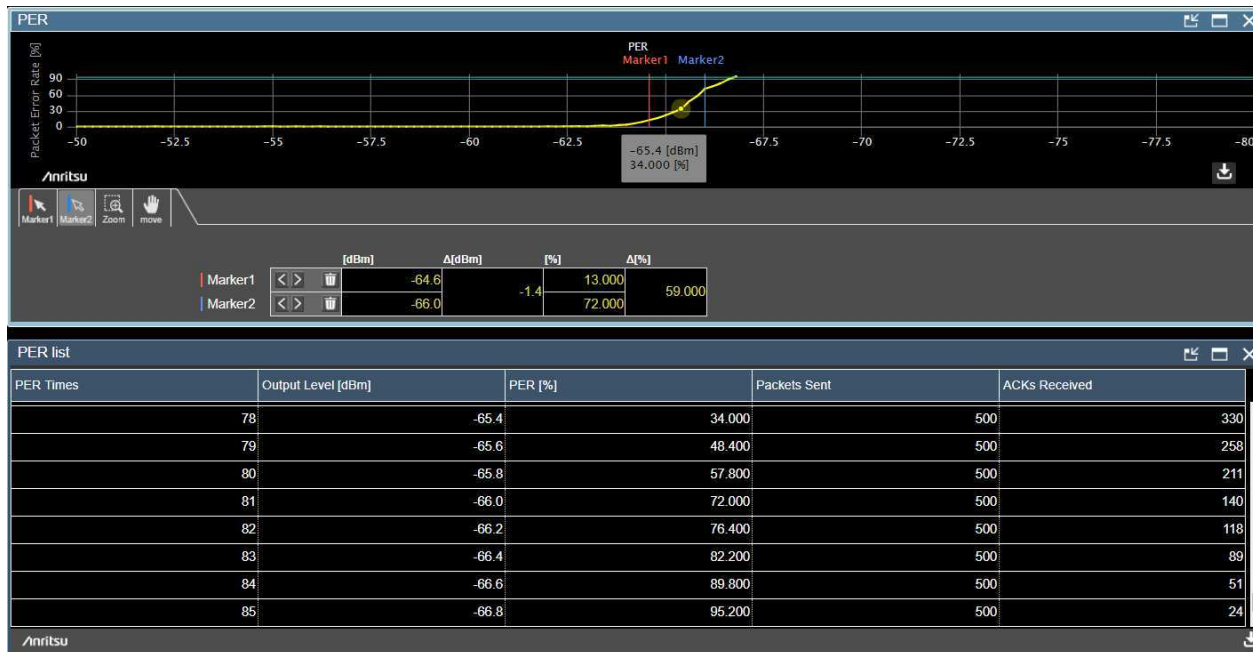 PER
PER
Marker1 Marker2
Packet Error Rate [%]
90
60
30
0
-50 -52.5 -55 -57.5 -60 -62.5 -67.5 -70 -72.5 -75 -77.5 -80
-65.4 [dBm]
34.000 [%]
Anritsu
Marker1 Marker2 Zoom move
[dBm] Δ[dBm] [%] Δ[%]
Marker1 < > -64.6 -1.4 13.000 59.000
Marker2 < > -66.0 72.000
PER list
PER Times Output Level [dBm] PER [%] Packets Sent ACKs Received
78 -65.4 34.000 500 330
79 -65.6 48.400 500 258
80 -65.8 57.800 500 211
81 -66.0 72.000 500 140
82 -66.2 76.400 500 118
83 -66.4 82.200 500 89
84 -66.6 89.800 500 51
85 -66.8 95.200 500 24
Anritsu